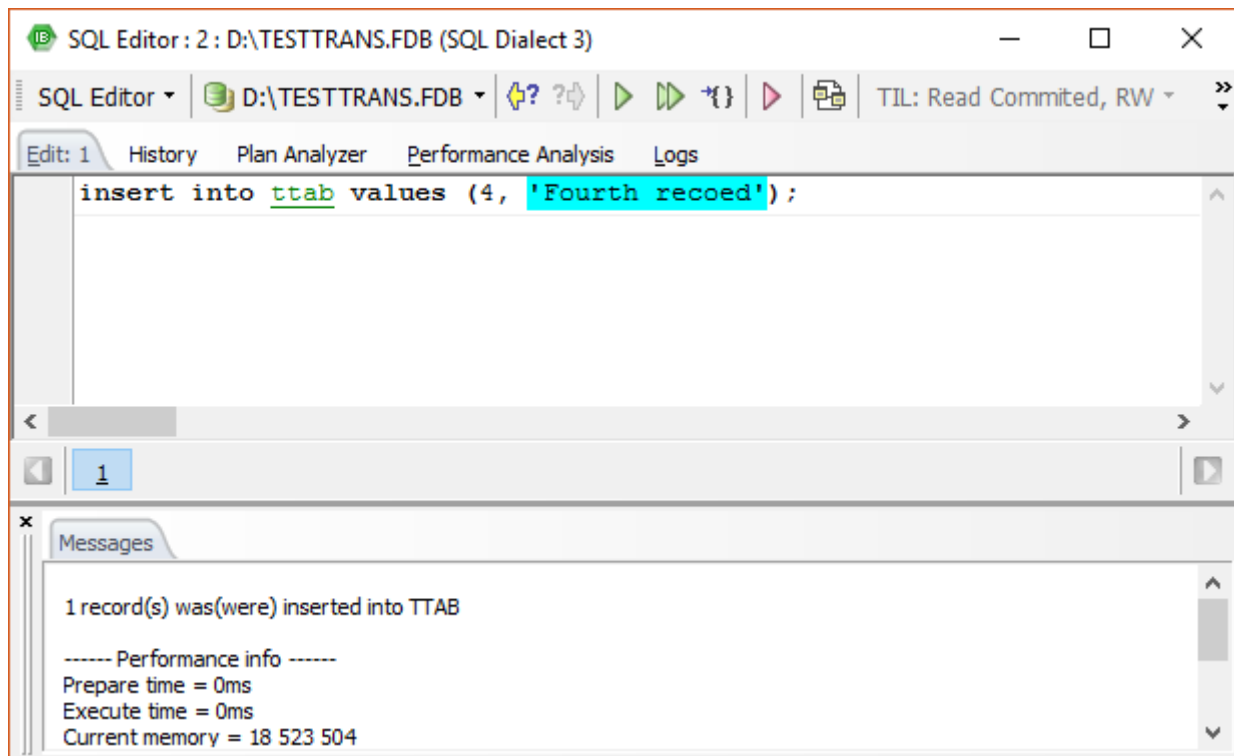 SQL Editor : 2 : D:\TESTTRANS.FDB (SQL Dialect 3)
SQL Editor D:\TESTTRANS.FDB TIL: Read Commited, RW
Edit: 1 History Plan Analyzer Performance Analysis Logs
insert into ttab values (4, 'Fourth recoed');
1
Messages
1 record(s) was(were) inserted into TTAB
------ Performance info ------
Prepare time = 0ms
Execute time = 0ms
Current memory = 18 523 504